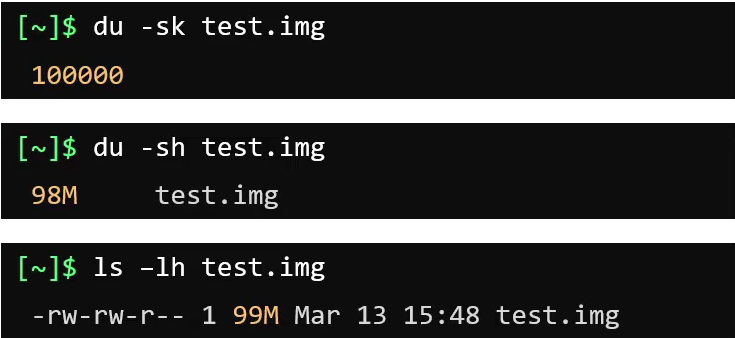 [~]$ du -sk test.img
100000
[~]$ du -sh test.img
98M test.img
[~]$ ls –lh test.img
-rw-rw-r-- 1 99M Mar 13 15:48 test.img